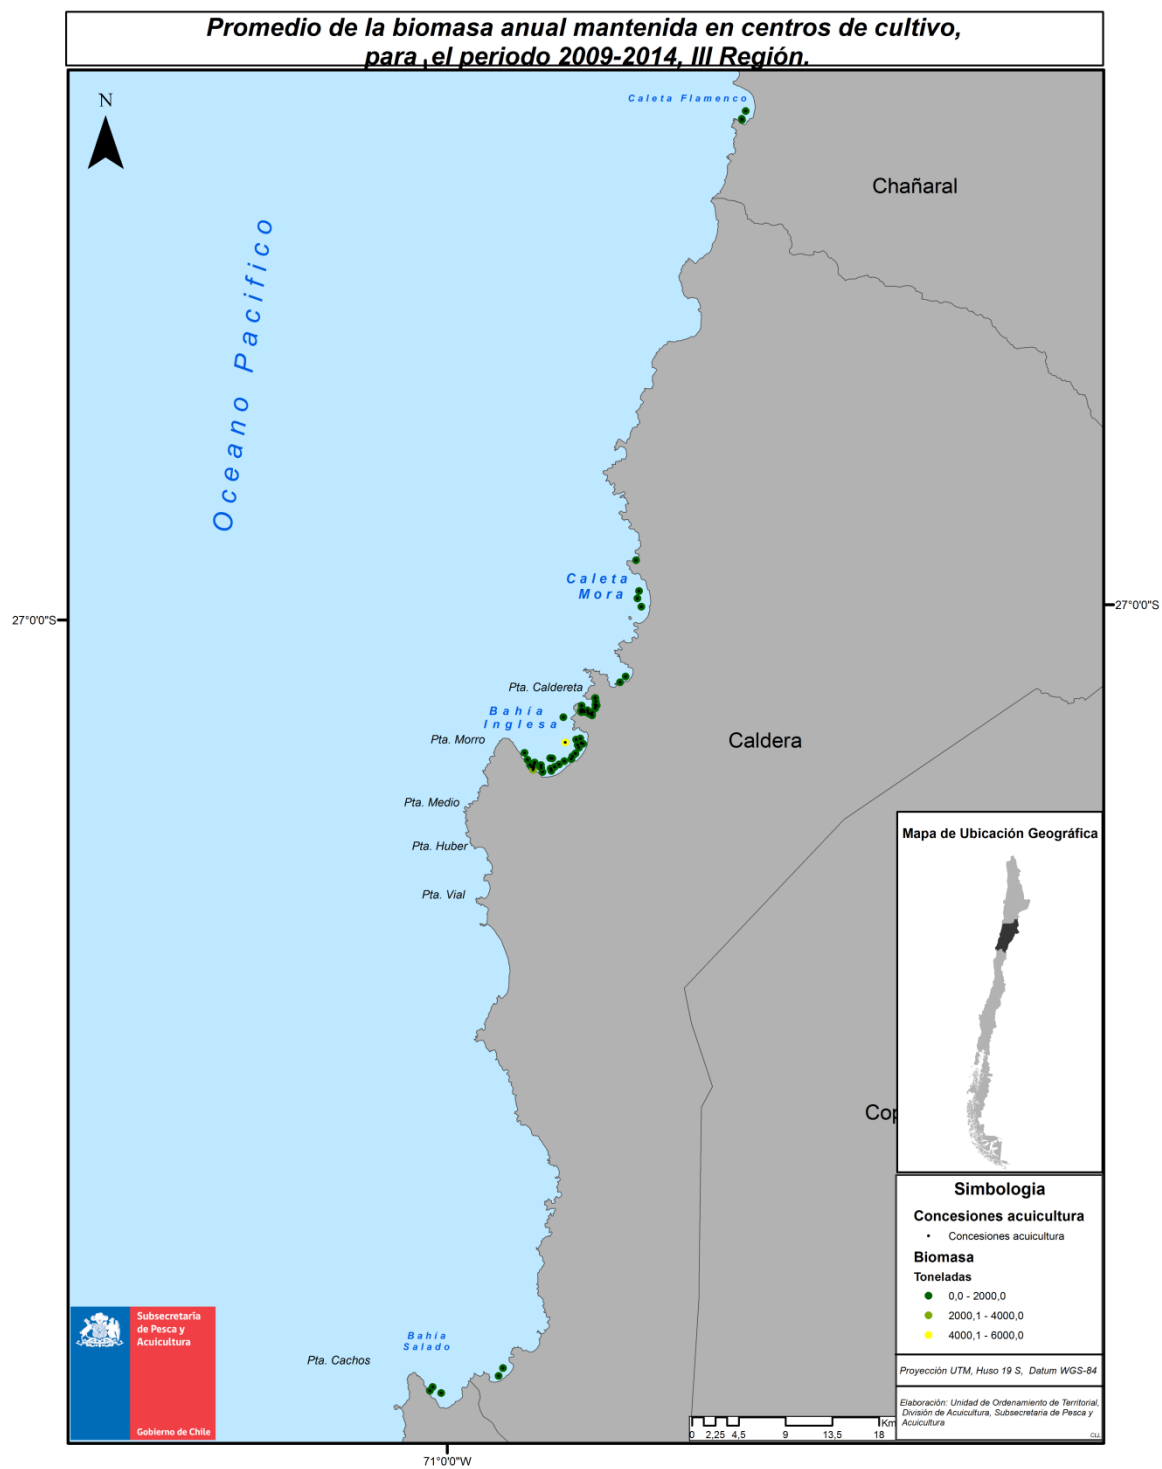 Promedio de la biomasa anual mantenida en centros de cultivo,
para el periodo 2009-2014, III Región.
N
Caleta Flamenco
Chañaral
Oceano Pacifico
Caleta
Mora
27°0'0"S
27°0'0"S
Pta. Caldereta
Bahía
Inglesa
Pta. Morro
Caldera
Pta. Medio
Pta. Huber
Pta. Vial
Mapa de Ubicación Geográfica
Cop
Simbologia
Concesiones acuicultura
Concesiones acuicultura
Biomasa
Toneladas
0,0 - 2000,0
2000,1 - 4000,0
4000,1 - 6000,0
Subsecretaría
de Pesca y
Acuicultura
Gobierno de Chile
Bahía
Salado
Pta. Cachos
Proyección UTM, Huso 19 S, Datum WGS-84
Elaboración: Unidad de Ordenamiento de Territorial,
División de Acuicultura, Subsecretaria de Pesca y
Acuicultura
Km
0 2,25 4,5 9 13,5 18
71°0'0"W